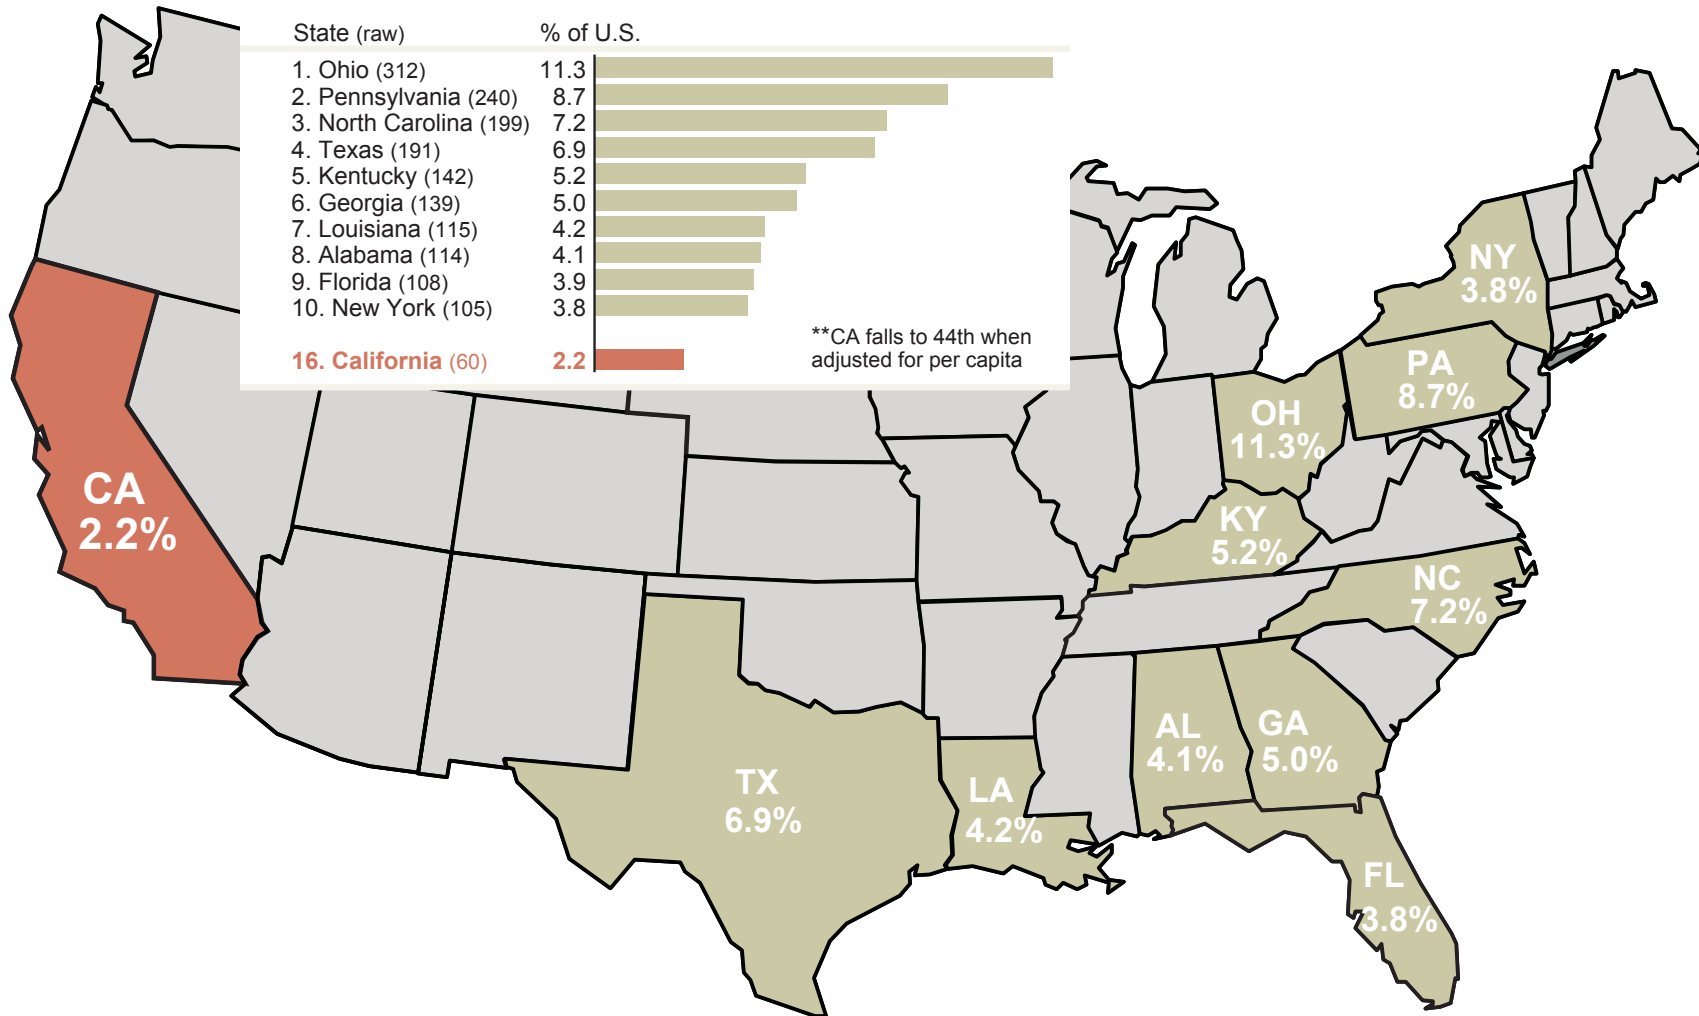 State (raw) % of U.S.
1. Ohio (312) 11.3
2. Pennsylvania (240) 8.7
3. North Carolina (199) 7.2
4. Texas (191) 6.9
5. Kentucky (142) 5.2
6. Georgia (139) 5.0
7. Louisiana (115) 4.2
8. Alabama (114) 4.1
9. Florida (108) 3.9
10. New York (105) 3.8
16. California (60) 2.2
**CA falls to 44th when
adjusted for per capita
NY
3.8%
PA
8.7%
OH
11.3%
CA
2.2%
KY
5.2%
NC
7.2%
AL
4.1%
GA
5.0%
TX
6.9%
LA
4.2%
FL
3.8%